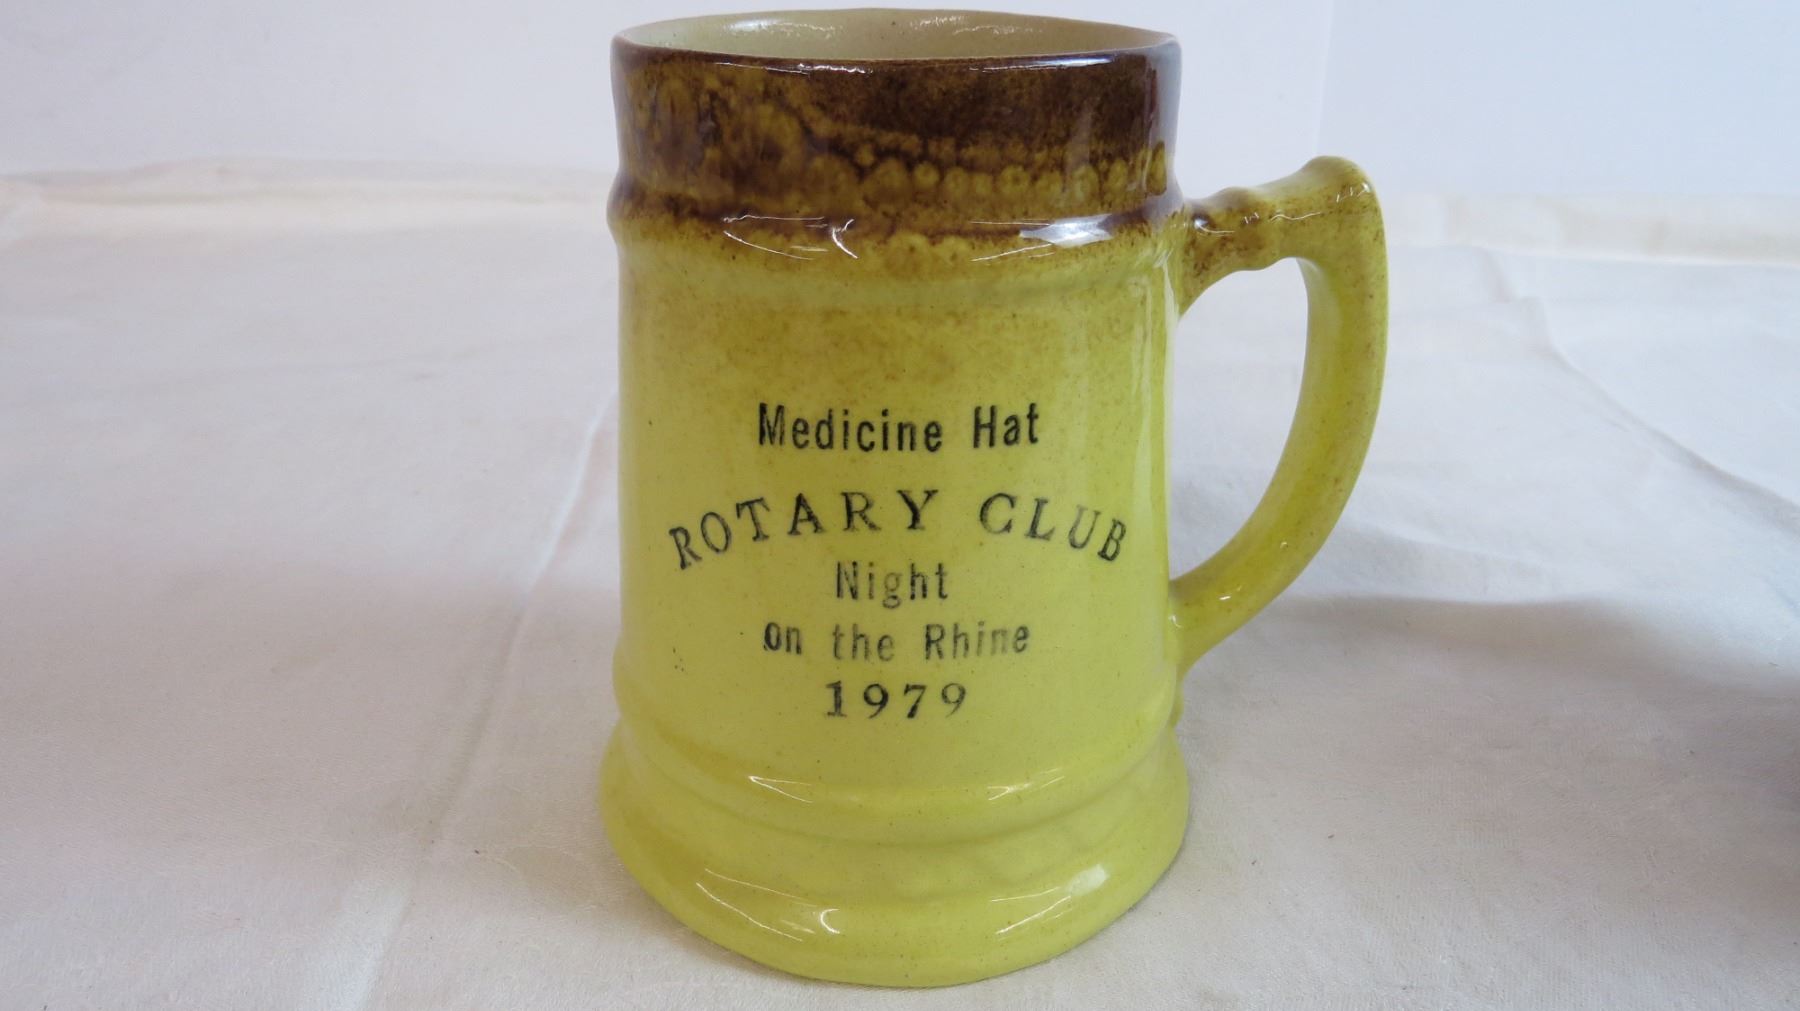 Medicine Hat
ROTARY CLUB
Night
on the Rhine
1979